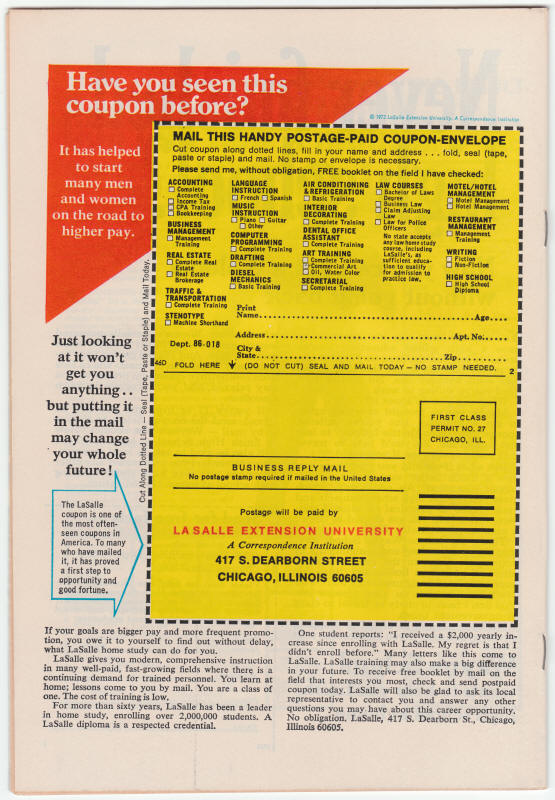 Have you seen this
coupon before?
© 1972 LaSalle Extension University, A Correspondence Institution
It has helped
to start
many men
and women
on the road to
higher pay.
Just looking
at it won't
get you
anything . .
but putting it
in the mail
may change
your whole
future!
The LaSalle
coupon is one of
the most often-
seen coupons in
America. To many
who have mailed
it, it has proved
a first step to
opportunity and
good fortune.
Cut Along Dotted Line — Seal (Tape, Paste or Staple) and Mail Today.
MAIL THIS HANDY POSTAGE-PAID COUPON-ENVELOPE
Cut coupon along dotted lines, fill in your name and address . . . fold, seal (tape,
paste or staple) and mail. No stamp or envelope is necessary.
Please send me, without obligation, FREE booklet on the field I have checked:
ACCOUNTING
Complete
Accounting
Income Tax
CPA Training
Bookkeeping
BUSINESS
MANAGEMENT
Management
Training
REAL ESTATE
Complete Real
Estate
Real Estate
Brokerage
TRAFFIC &
TRANSPORTATION
Complete Training
STENOTYPE
Machine Shorthand
LANGUAGE
INSTRUCTION
French Spanish
MUSIC
INSTRUCTION
Piano Guitar
Other
COMPUTER
PROGRAMMING
Complete Training
DRAFTING
Complete Training
DIESEL
MECHANICS
Basic Training
AIR CONDITIONING
& REFRIGERATION
Basic Training
INTERIOR
DECORATING
Complete Training
DENTAL OFFICE
ASSISTANT
Complete Training
ART TRAINING
Complete Training
Commercial Art
Oil, Water Color
SECRETARIAL
Complete Training
LAW COURSES
Bachelor of Laws
Degree
Business Law
Claim Adjusting
Law
Law for Police
Officers
No state accepts
any law home study
course, including
LaSalle's, as
sufficient educa-
tion to qualify
for admission to
practice law.
MOTEL/HOTEL
MANAGEMENT
Motel Management
Hotel Management
RESTAURANT
MANAGEMENT
Management
Training
WRITING
Fiction
Non-Fiction
HIGH SCHOOL
High School
Diploma
Print
Name Age
Address Apt. No.
Dept. 86-018
City &
State Zip
46D FOLD HERE (DO NOT CUT) SEAL AND MAIL TODAY – NO STAMP NEEDED. 2
FIRST CLASS
PERMIT NO. 27
CHICAGO, ILL.
BUSINESS REPLY MAIL
No postage stamp required if mailed in the United States
Postage will be paid by
LA SALLE EXTENSION UNIVERSITY
A Correspondence Institution
417 S. DEARBORN STREET
CHICAGO, ILLINOIS 60605
If your goals are bigger pay and more frequent promo-
tion, you owe it to yourself to find out without delay,
what LaSalle home study can do for you.
LaSalle gives you modern, comprehensive instruction
in many well-paid, fast-growing fields where there is a
continuing demand for trained personnel. You learn at
home; lessons come to you by mail. You are a class of
one. The cost of training is low.
For more than sixty years, LaSalle has been a leader
in home study, enrolling over 2,000,000 students. A
LaSalle diploma is a respected credential.
One student reports: "I received a $2,000 yearly in-
crease since enrolling with LaSalle. My regret is that I
didn't enroll before." Many letters like this come to
LaSalle. LaSalle training may also make a big difference
in your future. To receive free booklet by mail on the
field that interests you most, check and send postpaid
coupon today. LaSalle will also be glad to ask its local
representative to contact you and answer any other
questions you may have about this career opportunity.
No obligation. LaSalle, 417 S. Dearborn St., Chicago,
Illinois 60605.